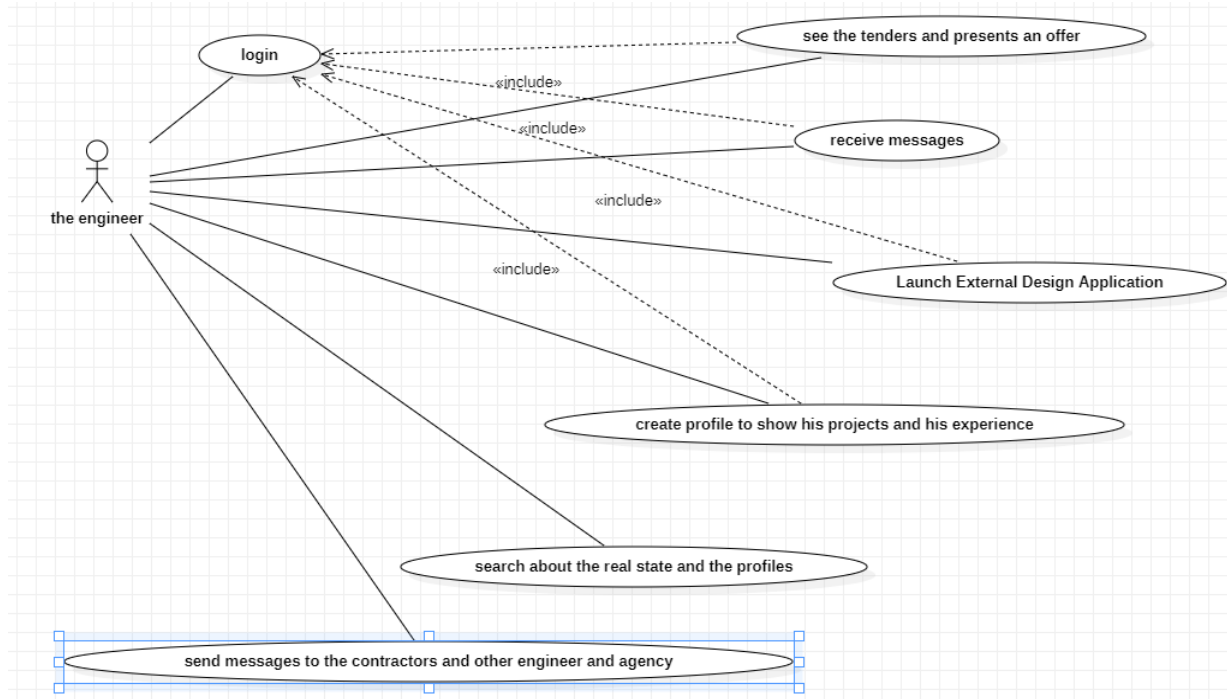 see the tenders and presents an offer
login
«include»
«include»
receive messages
«include»
the engineer
«include»
Launch External Design Application
create profile to show his projects and his experience
search about the real state and the profiles
send messages to the contractors and other engineer and agency